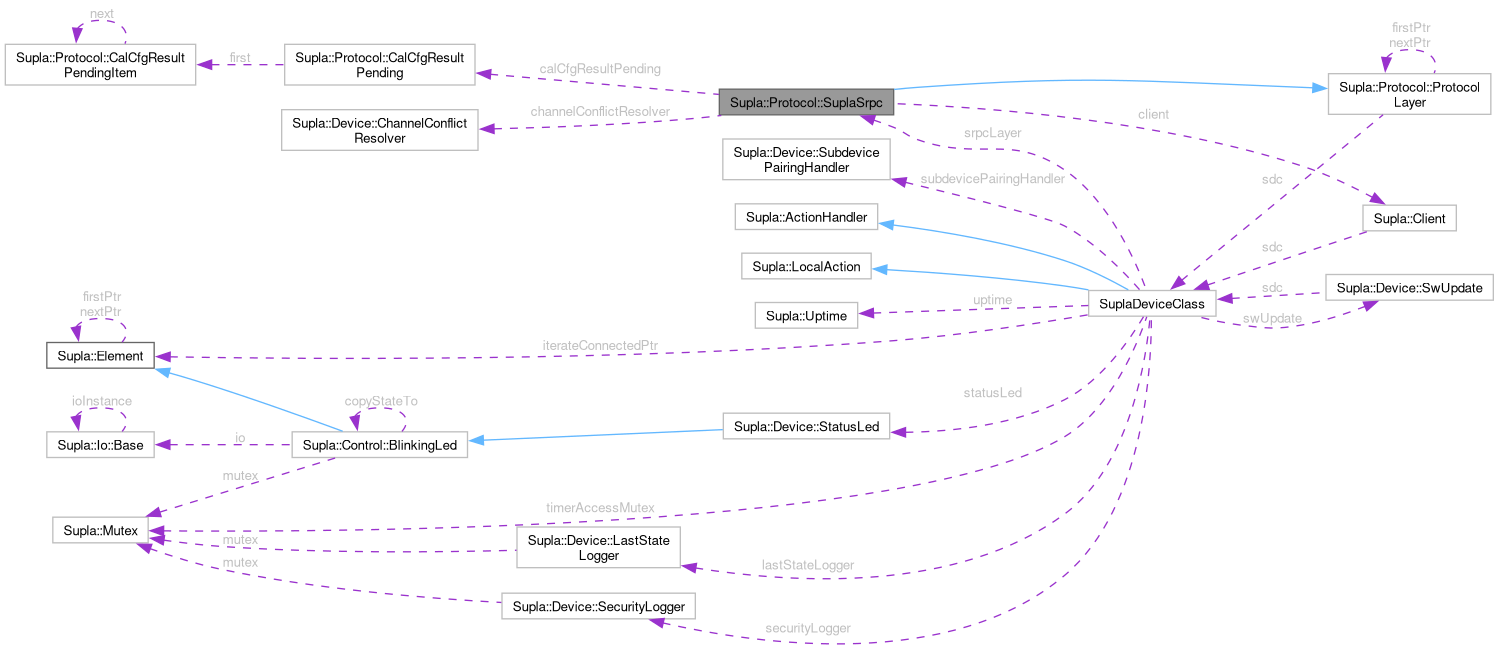 next
firstPtr
nextPtr
Supla::Protocol::CalCfgResult
PendingItem
first
Supla::Protocol::CalCfgResult
Pending
calCfgResultPending
Supla::Protocol::SuplaSrpc
Supla::Protocol::Protocol
Layer
channelConflictResolver
client
Supla::Device::ChannelConflict
Resolver
srpcLayer
Supla::Device::Subdevice
PairingHandler
subdevicePairingHandler
sdc
Supla::ActionHandler
Supla::Client
sdc
Supla::LocalAction
SuplaDeviceClass
sdc
Supla::Device::SwUpdate
firstPtr
nextPtr
uptime
Supla::Uptime
swUpdate
Supla::Element
iterateConnectedPtr
ioInstance
copyStateTo
statusLed
Supla::Io::Base
io
Supla::Control::BlinkingLed
Supla::Device::StatusLed
mutex
timerAccessMutex
Supla::Mutex
mutex
Supla::Device::LastState
Logger
mutex
lastStateLogger
Supla::Device::SecurityLogger
securityLogger